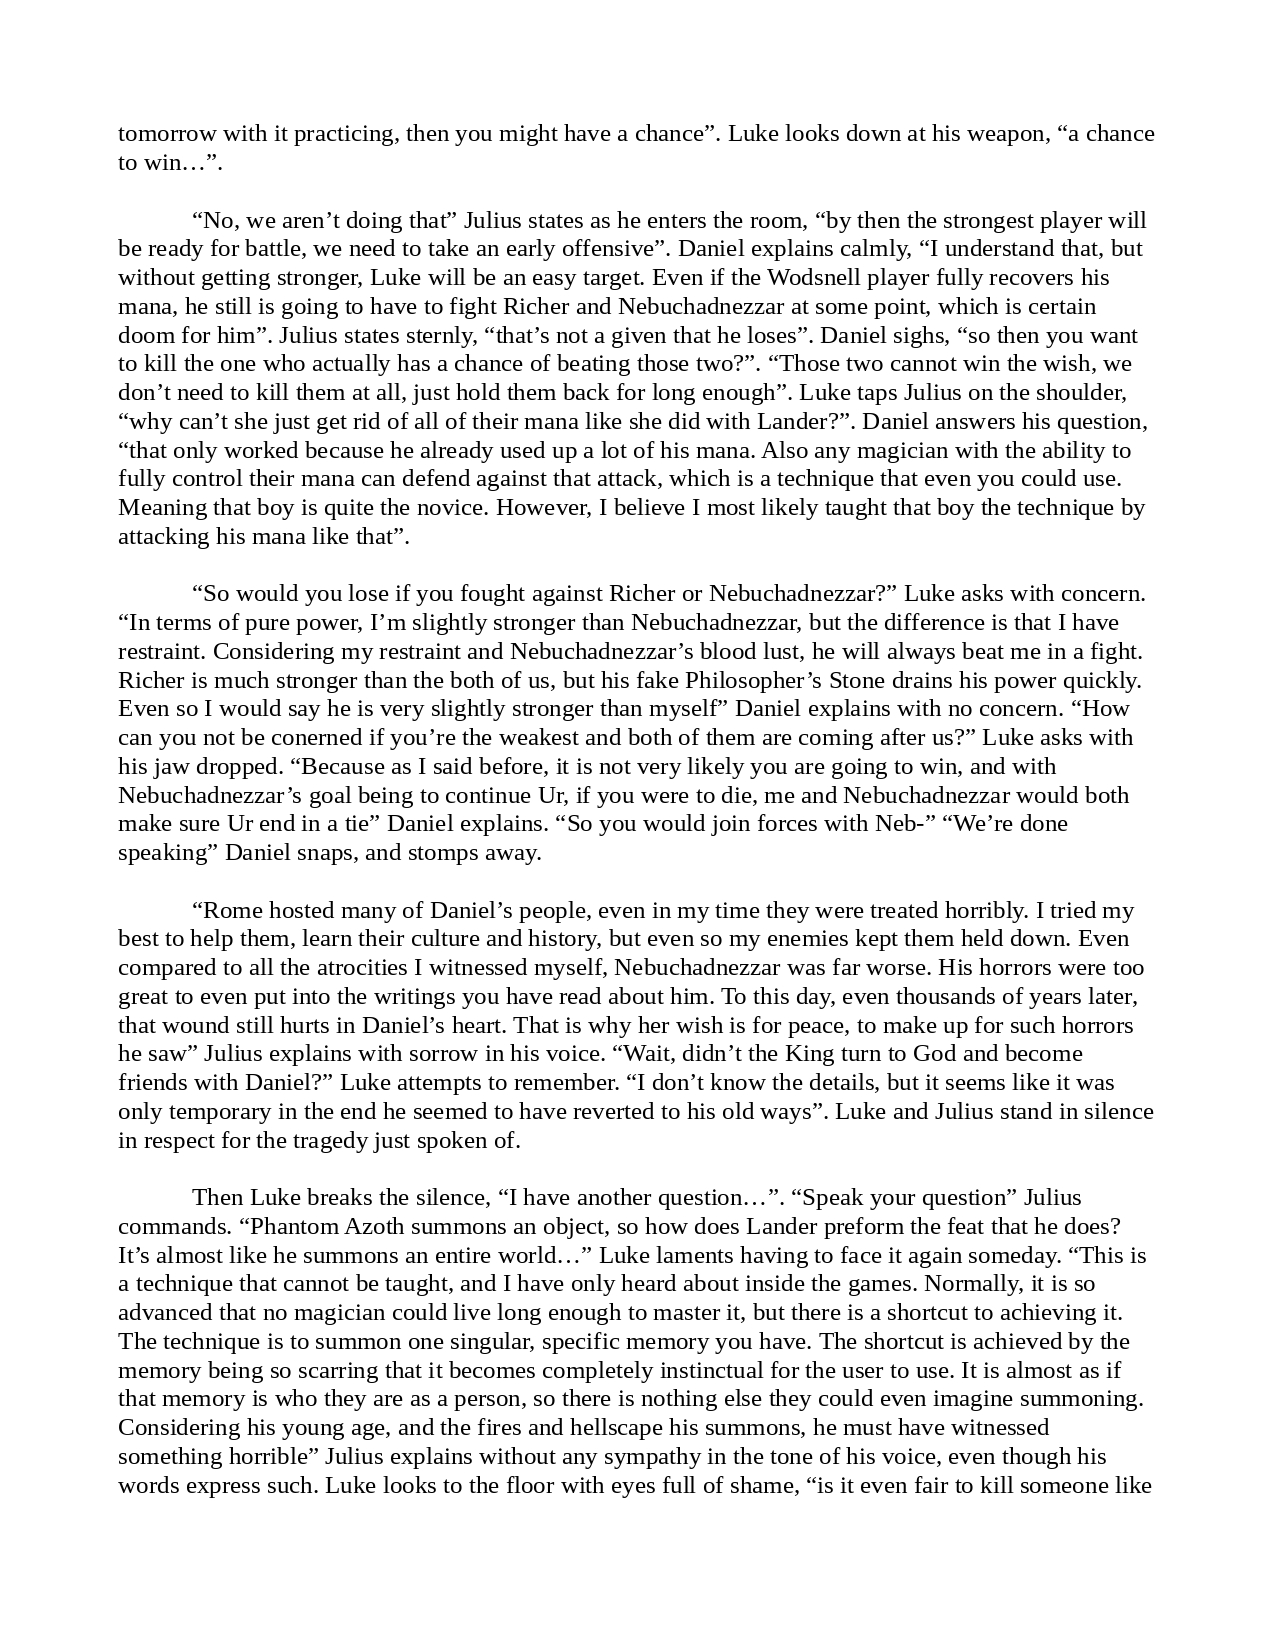 tomorrow with it practicing, then you might have a chance”. Luke looks down at his weapon, “a chance
to win…”.
“No, we aren’t doing that” Julius states as he enters the room, “by then the strongest player will
be ready for battle, we need to take an early offensive”. Daniel explains calmly, “I understand that, but
without getting stronger, Luke will be an easy target. Even if the Wodsnell player fully recovers his
mana, he still is going to have to fight Richer and Nebuchadnezzar at some point, which is certain
doom for him”. Julius states sternly, “that’s not a given that he loses”. Daniel sighs, “so then you want
to kill the one who actually has a chance of beating those two?”. “Those two cannot win the wish, we
don’t need to kill them at all, just hold them back for long enough”. Luke taps Julius on the shoulder,
“why can’t she just get rid of all of their mana like she did with Lander?”. Daniel answers his question,
“that only worked because he already used up a lot of his mana. Also any magician with the ability to
fully control their mana can defend against that attack, which is a technique that even you could use.
Meaning that boy is quite the novice. However, I believe I most likely taught that boy the technique by
attacking his mana like that”.
“So would you lose if you fought against Richer or Nebuchadnezzar?” Luke asks with concern.
“In terms of pure power, I’m slightly stronger than Nebuchadnezzar, but the difference is that I have
restraint. Considering my restraint and Nebuchadnezzar’s blood lust, he will always beat me in a fight.
Richer is much stronger than the both of us, but his fake Philosopher’s Stone drains his power quickly.
Even so I would say he is very slightly stronger than myself” Daniel explains with no concern. “How
can you not be conerned if you’re the weakest and both of them are coming after us?” Luke asks with
his jaw dropped. “Because as I said before, it is not very likely you are going to win, and with
Nebuchadnezzar’s goal being to continue Ur, if you were to die, me and Nebuchadnezzar would both
make sure Ur end in a tie” Daniel explains. “So you would join forces with Neb-” “We’re done
speaking” Daniel snaps, and stomps away.
“Rome hosted many of Daniel’s people, even in my time they were treated horribly. I tried my
best to help them, learn their culture and history, but even so my enemies kept them held down. Even
compared to all the atrocities I witnessed myself, Nebuchadnezzar was far worse. His horrors were too
great to even put into the writings you have read about him. To this day, even thousands of years later,
that wound still hurts in Daniel’s heart. That is why her wish is for peace, to make up for such horrors
he saw” Julius explains with sorrow in his voice. “Wait, didn’t the King turn to God and become
friends with Daniel?” Luke attempts to remember. “I don’t know the details, but it seems like it was
only temporary in the end he seemed to have reverted to his old ways”. Luke and Julius stand in silence
in respect for the tragedy just spoken of.
Then Luke breaks the silence, “I have another question…”. “Speak your question” Julius
commands. “Phantom Azoth summons an object, so how does Lander preform the feat that he does?
It’s almost like he summons an entire world…” Luke laments having to face it again someday. “This is
a technique that cannot be taught, and I have only heard about inside the games. Normally, it is so
advanced that no magician could live long enough to master it, but there is a shortcut to achieving it.
The technique is to summon one singular, specific memory you have. The shortcut is achieved by the
memory being so scarring that it becomes completely instinctual for the user to use. It is almost as if
that memory is who they are as a person, so there is nothing else they could even imagine summoning.
Considering his young age, and the fires and hellscape his summons, he must have witnessed
something horrible” Julius explains without any sympathy in the tone of his voice, even though his
words express such. Luke looks to the floor with eyes full of shame, “is it even fair to kill someone like